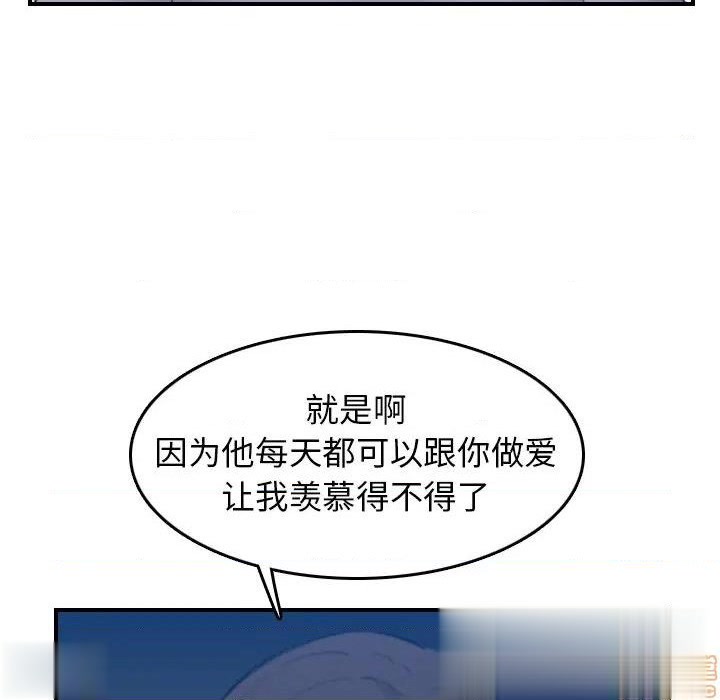 就是啊
因为他每天都可以跟你做爱
让我羡慕得不得了